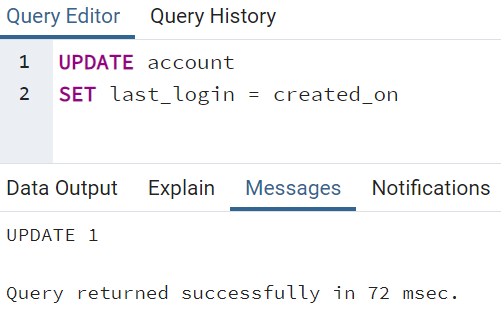 Query Editor Query History
1 UPDATE account
2 SET last_login = created_on
Data Output Explain Messages Notifications
UPDATE 1
Query returned successfully in 72 msec.